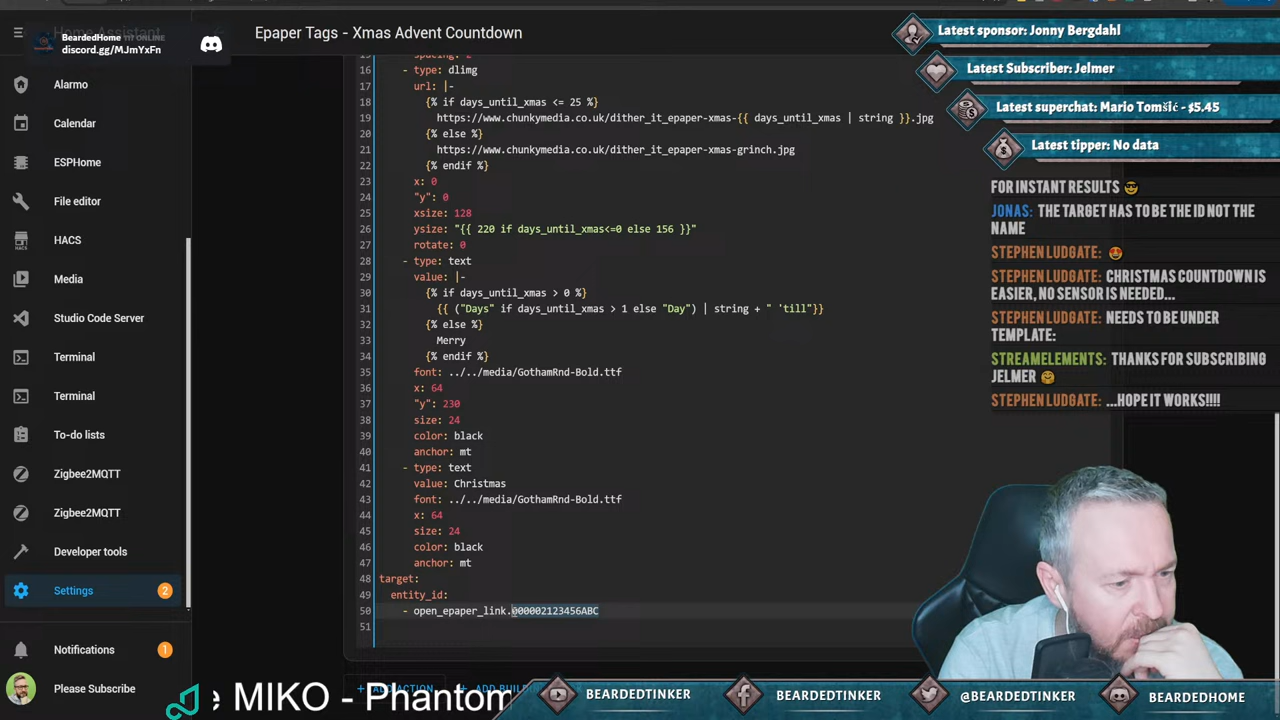 Home Assistant
BeardedHome 117 ONLINE
discord.gg/MJmYxFn
Epaper Tags - Xmas Advent Countdown
Alarmo
Calendar
ESPHome
File editor
HACS
Media
Studio Code Server
Terminal
Terminal
To-do lists
Zigbee2MQTT
Zigbee2MQTT
Developer tools
Settings
2
Notifications
1
Please Subscribe
16 - type: dlimg
17 url: |-
18 {% if days_until_xmas <= 25 %}
19 https://www.chunkymedia.co.uk/dither_it_epaper-xmas-{{ days_until_xmas | string }}.jpg
20 {% else %}
21 https://www.chunkymedia.co.uk/dither_it_epaper-xmas-grinch.jpg
22 {% endif %}
23 x: 0
24 "y": 0
25 xsize: 128
26 ysize: "{{ 220 if days_until_xmas<=0 else 156 }}"
27 rotate: 0
28 - type: text
29 value: |-
30 {% if days_until_xmas > 0 %}
31 {{ ("Days" if days_until_xmas > 1 else "Day") | string + " 'till"}}
32 {% else %}
33 Merry
34 {% endif %}
35 font: ../../media/GothamRnd-Bold.ttf
36 x: 64
37 "y": 230
38 size: 24
39 color: black
40 anchor: mt
41 - type: text
42 value: Christmas
43 font: ../../media/GothamRnd-Bold.ttf
44 x: 64
45 size: 24
46 color: black
47 anchor: mt
48 target:
49 entity_id:
50 - open_epaper_link.000002123456ABC
51
Latest sponsor: Jonny Bergdahl
Latest Subscriber: Jelmer
Latest superchat: Mario Tomšić - $5.45
Latest tipper: No data
FOR INSTANT RESULTS 😎
JONAS: THE TARGET HAS TO BE THE ID NOT THE
NAME
STEPHEN LUDGATE: 😍
STEPHEN LUDGATE: CHRISTMAS COUNTDOWN IS
EASIER, NO SENSOR IS NEEDED...
STEPHEN LUDGATE: NEEDS TO BE UNDER
TEMPLATE:
STREAMELEMENTS: THANKS FOR SUBSCRIBING
JELMER 🤗
STEPHEN LUDGATE: ...HOPE IT WORKS!!!!
MIKO - Phantom
BEARDEDTINKER
BEARDEDTINKER
@BEARDEDTINKER
BEARDEDHOME